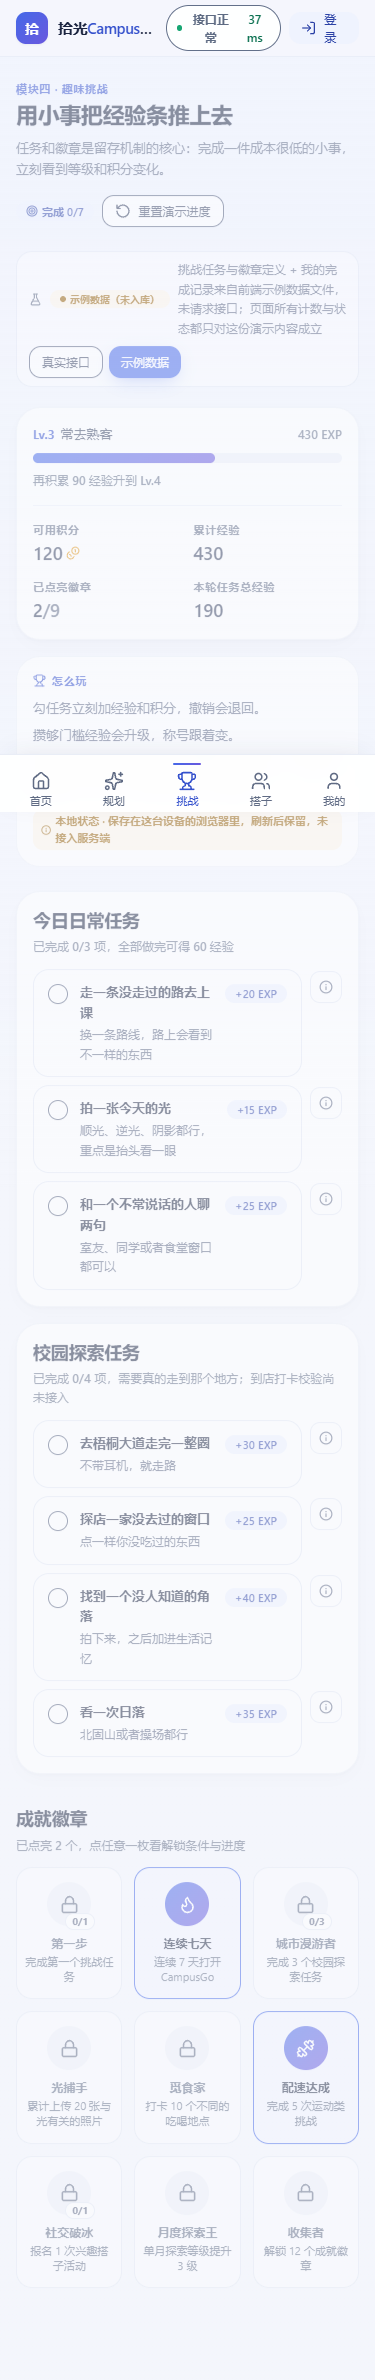 拾
拾光Campus...
接口正常
37 ms
登录
模块四 · 趣味挑战
用小事把经验条推上去
任务和徽章是留存机制的核心：完成一件成本很低的小事，
立刻看到等级和积分变化。
完成 0/7
重置演示进度
示例数据（未入库）
挑战任务与徽章定义 + 我的完
成记录来自前端示例数据文件，
未请求接口；页面所有计数与状
态都只对这份演示内容成立
真实接口
示例数据
Lv.3 常去熟客
430 EXP
再积累 90 经验升到 Lv.4
可用积分
累计经验
120
430
已点亮徽章
本轮任务总经验
2/9
190
怎么玩
勾任务立刻加经验和积分，撤销会退回。
攒够门槛经验会升级，称号跟着变。
首页
规划
挑战
搭子
我的
本地状态 · 保存在这台设备的浏览器里，刷新后保留，未
接入服务端
今日日常任务
已完成 0/3 项，全部做完可得 60 经验
走一条没走过的路去上
课
+20 EXP
换一条路线，路上会看到
不一样的东西
拍一张今天的光
+15 EXP
顺光、逆光、阴影都行，
重点是抬头看一眼
和一个不常说话的人聊
两句
+25 EXP
室友、同学或者食堂窗口
都可以
校园探索任务
已完成 0/4 项，需要真的走到那个地方；到店打卡校验尚
未接入
去梧桐大道走完一整圈
+30 EXP
不带耳机，就走路
探店一家没去过的窗口
+25 EXP
点一样你没吃过的东西
找到一个没人知道的角
落
+40 EXP
拍下来，之后加进生活记
忆
看一次日落
+35 EXP
北固山或者操场都行
成就徽章
已点亮 2 个，点任意一枚看解锁条件与进度
0/1
第一步
完成第一个挑战任
务
连续七天
连续 7 天打开
CampusGo
0/3
城市漫游者
完成 3 个校园探
索任务
光捕手
累计上传 20 张与
光有关的照片
觅食家
打卡 10 个不同的
吃喝地点
配速达成
完成 5 次运动类
挑战
0/1
社交破冰
报名 1 次兴趣搭
子活动
月度探索王
单月探索等级提升
3 级
收集者
解锁 12 个成就徽
章